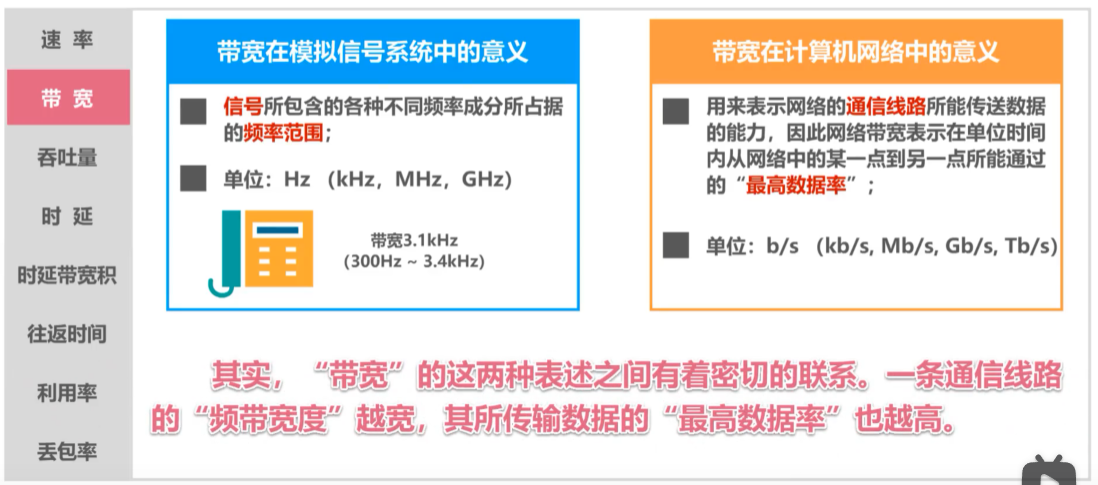 速 率
带 宽
吞吐量
时 延
时延带宽积
往返时间
利用率
丢包率
带宽在模拟信号系统中的意义
信号所包含的各种不同频率成分所占据
的频率范围；
单位：Hz （kHz，MHz，GHz）
带宽3.1kHz
（300Hz ~ 3.4kHz）
带宽在计算机网络中的意义
用来表示网络的通信线路所能传送数据
的能力，因此网络带宽表示在单位时间
内从网络中的某一点到另一点所能通过
的“最高数据率”；
单位：b/s （kb/s, Mb/s, Gb/s, Tb/s）
其实，“带宽”的这两种表述之间有着密切的联系。一条通信线路
的“频带宽度”越宽，其所传输数据的“最高数据率”也越高。